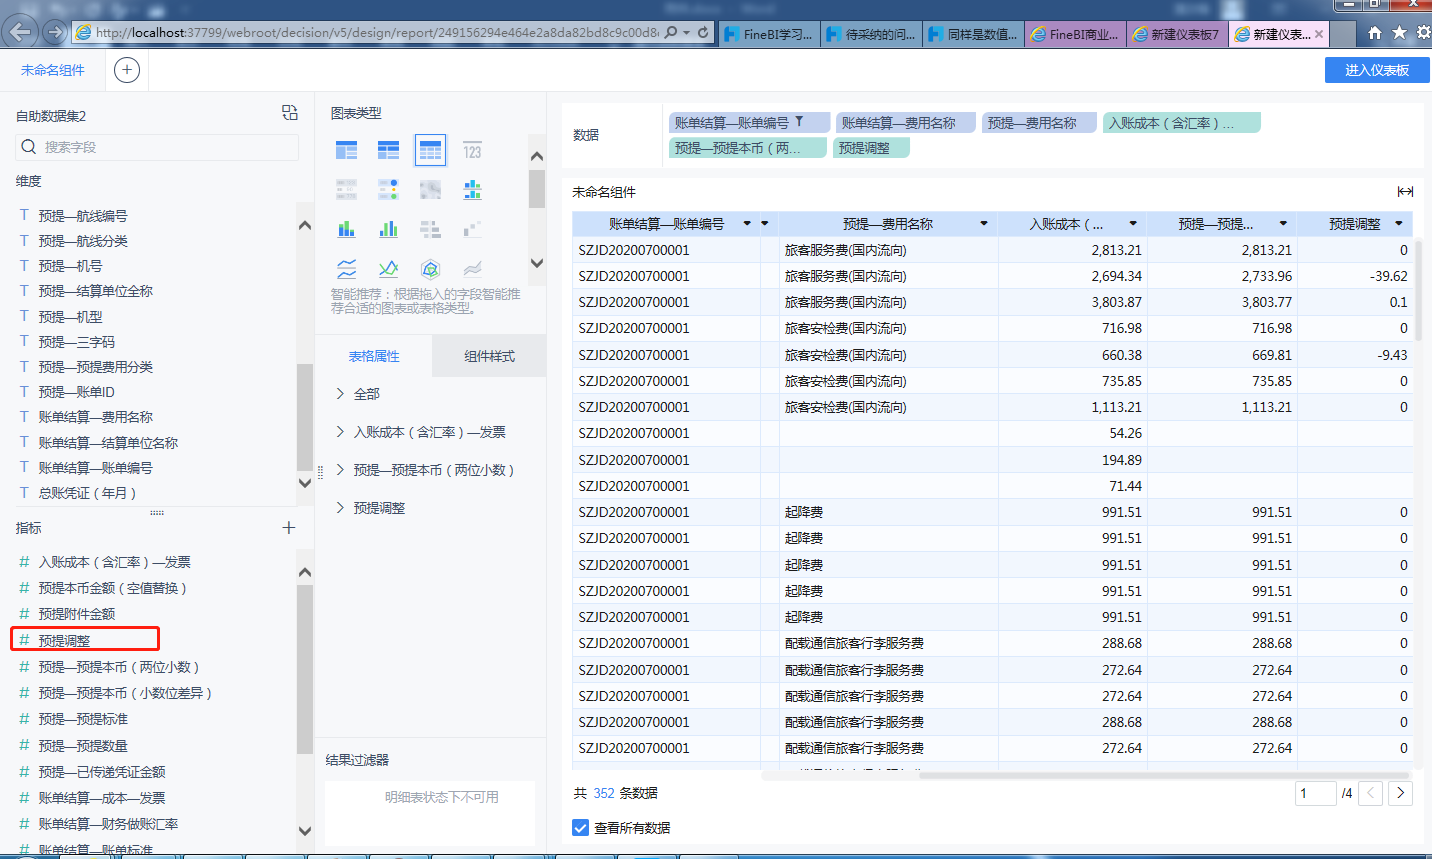 http://localhost:37799/webroot/decision/v5/design/report/249156294e464e2a8da82bd8c9c00d8
FineBI学习... 待采纳的问... 同样是数值... FineBI商业... 新建仪表板7 新建仪表...
未命名组件 进入仪表板
自助数据集2
搜索字段
维度
T 预提—航线编号
T 预提—航线分类
T 预提—机号
T 预提—结算单位全称
T 预提—机型
T 预提—三字码
T 预提—预提费用分类
T 预提—账单ID
T 账单结算—费用名称
T 账单结算—结算单位名称
T 账单结算—账单编号
T 总账凭证（年月）
指标
# 入账成本（含汇率）—发票
# 预提本币金额（空值替换）
# 预提附件金额
# 预提调整
# 预提—预提本币（两位小数）
# 预提—预提本币（小数位差异）
# 预提—预提标准
# 预提—预提数量
# 预提—已传递凭证金额
# 账单结算—成本—发票
# 账单结算—财务做账汇率
# 账单结算—账单标准
图表类型
123
智能推荐：根据拖入的字段智能推
荐合适的图表或表格类型。
表格属性 组件样式
全部
入账成本（含汇率）—发票
预提—预提本币（两位小数）
预提调整
结果过滤器
明细表状态下不可用
数据
账单结算—账单编号 账单结算—费用名称 预提—费用名称 入账成本（含汇率）...
预提—预提本币（两... 预提调整
未命名组件
账单结算—账单编号 预提—费用名称 入账成本（... 预提—预提... 预提调整
SZJD20200700001 旅客服务费(国内流向) 2,813.21 2,813.21 0
SZJD20200700001 旅客服务费(国内流向) 2,694.34 2,733.96 -39.62
SZJD20200700001 旅客服务费(国内流向) 3,803.87 3,803.77 0.1
SZJD20200700001 旅客安检费(国内流向) 716.98 716.98 0
SZJD20200700001 旅客安检费(国内流向) 660.38 669.81 -9.43
SZJD20200700001 旅客安检费(国内流向) 735.85 735.85 0
SZJD20200700001 旅客安检费(国内流向) 1,113.21 1,113.21 0
SZJD20200700001 54.26
SZJD20200700001 194.89
SZJD20200700001 71.44
SZJD20200700001 起降费 991.51 991.51 0
SZJD20200700001 起降费 991.51 991.51 0
SZJD20200700001 起降费 991.51 991.51 0
SZJD20200700001 起降费 991.51 991.51 0
SZJD20200700001 起降费 991.51 991.51 0
SZJD20200700001 配载通信旅客行李服务费 288.68 288.68 0
SZJD20200700001 配载通信旅客行李服务费 272.64 272.64 0
SZJD20200700001 配载通信旅客行李服务费 272.64 272.64 0
SZJD20200700001 配载通信旅客行李服务费 288.68 288.68 0
SZJD20200700001 配载通信旅客行李服务费 272.64 272.64 0
共 352 条数据 1 /4
查看所有数据